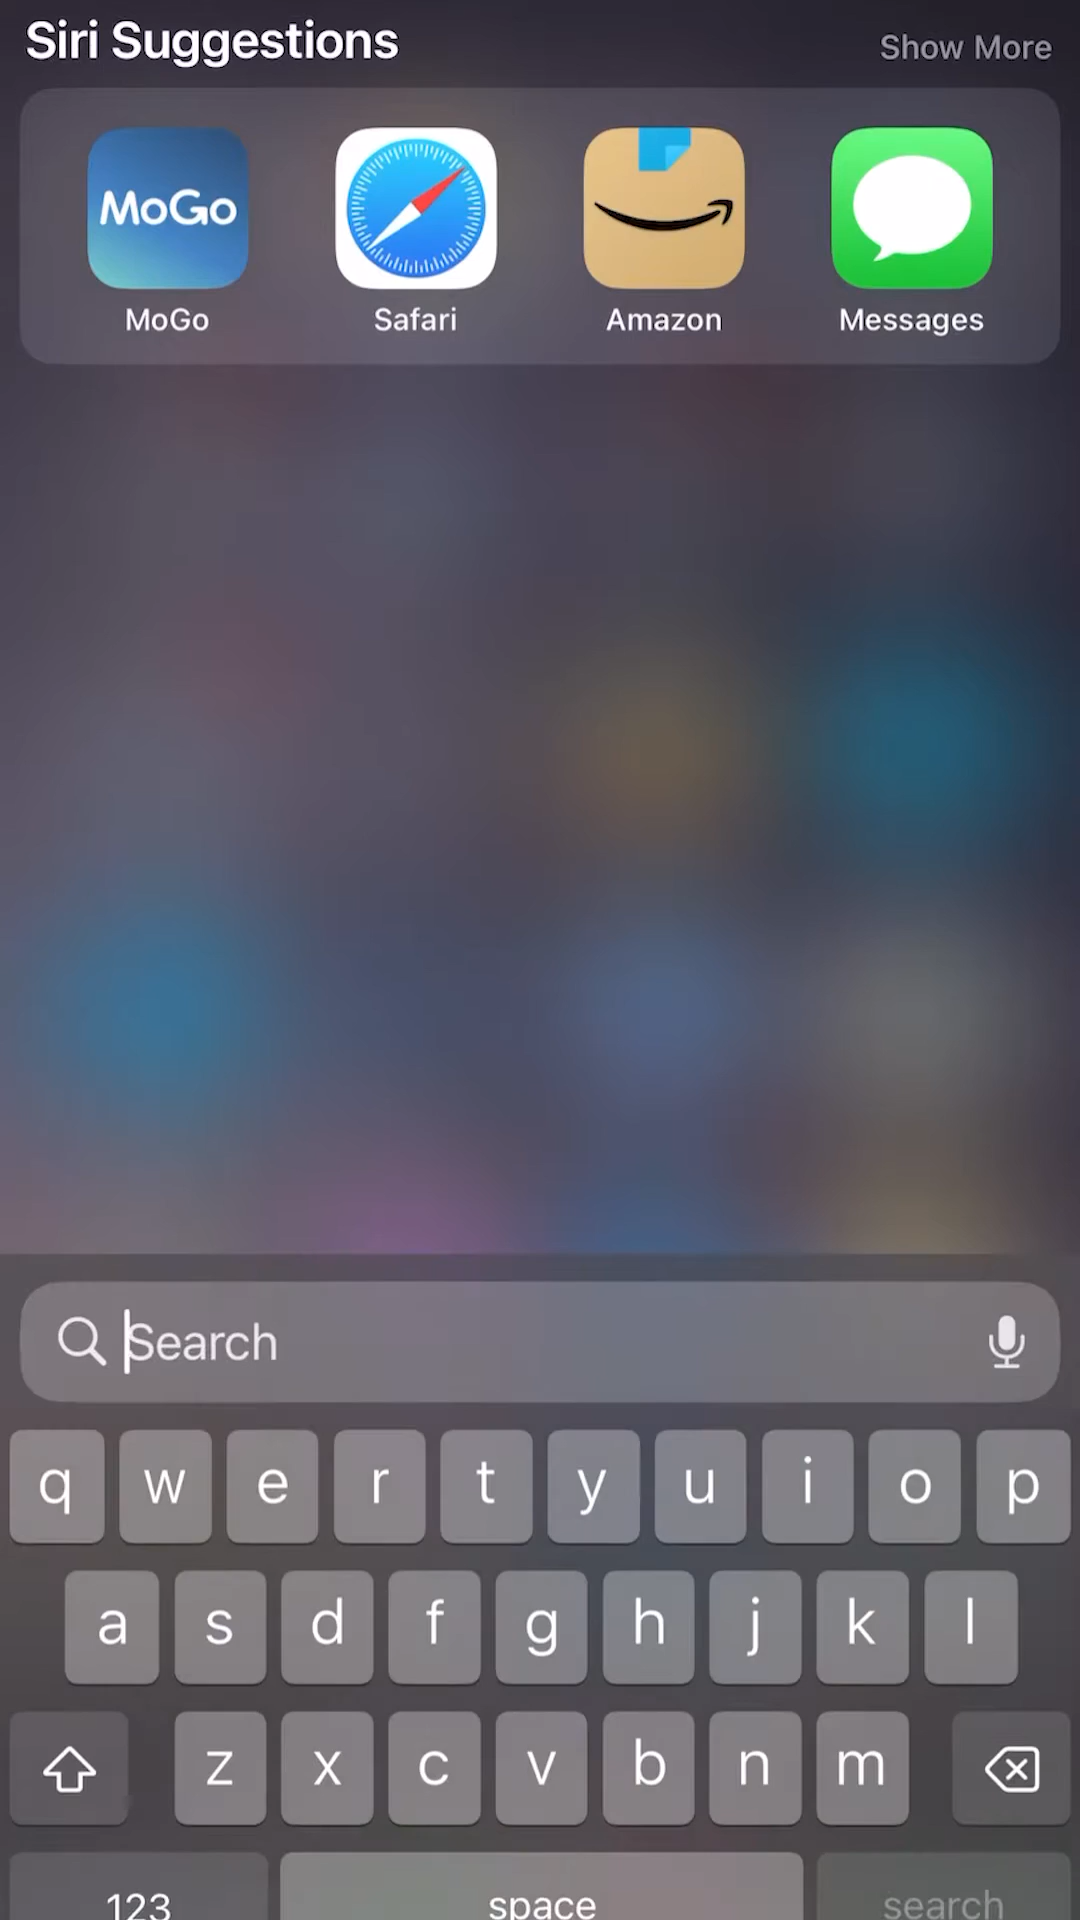 Siri Suggestions
Show More
MoGo
MoGo
Safari
Amazon
Messages
Search
q w e r t y u i o p
a s d f g h j k l
z x c v b n m
123 space search